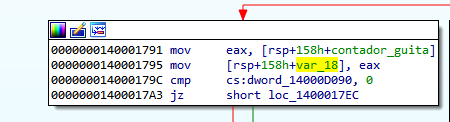 0000000140001791 mov eax, [rsp+158h+contador_guita]
0000000140001795 mov [rsp+158h+var_18], eax
000000014000179C cmp cs:dword_14000D090, 0
00000001400017A3 jz short loc_1400017EC